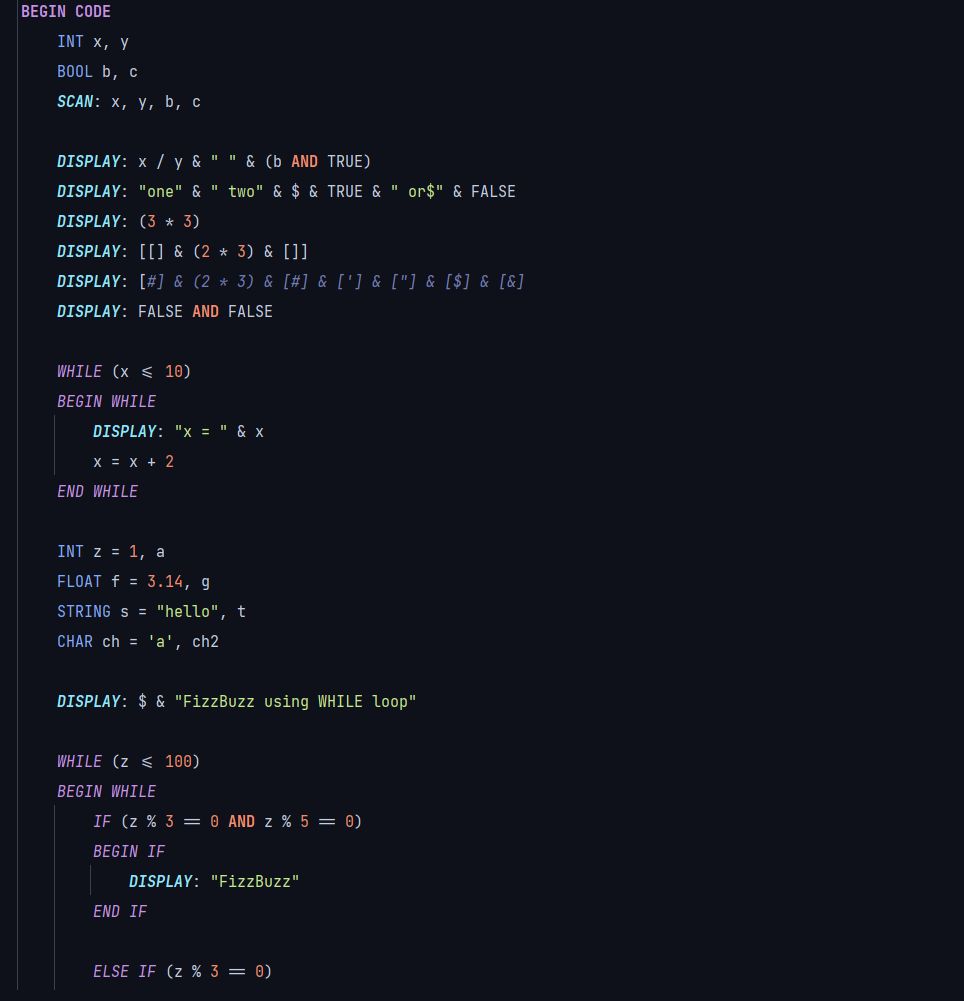 BEGIN CODE
INT x, y
BOOL b, c
SCAN: x, y, b, c
DISPLAY: x / y & " " & (b AND TRUE)
DISPLAY: "one" & " two" & $ & TRUE & " or$" & FALSE
DISPLAY: (3 * 3)
DISPLAY: [[] & (2 * 3) & []]
DISPLAY: [#] & (2 * 3) & [#] & ['] & ["] & [$] & [&]
DISPLAY: FALSE AND FALSE
WHILE (x <= 10)
BEGIN WHILE
DISPLAY: "x = " & x
x = x + 2
END WHILE
INT z = 1, a
FLOAT f = 3.14, g
STRING s = "hello", t
CHAR ch = 'a', ch2
DISPLAY: $ & "FizzBuzz using WHILE loop"
WHILE (z <= 100)
BEGIN WHILE
IF (z % 3 == 0 AND z % 5 == 0)
BEGIN IF
DISPLAY: "FizzBuzz"
END IF
ELSE IF (z % 3 == 0)